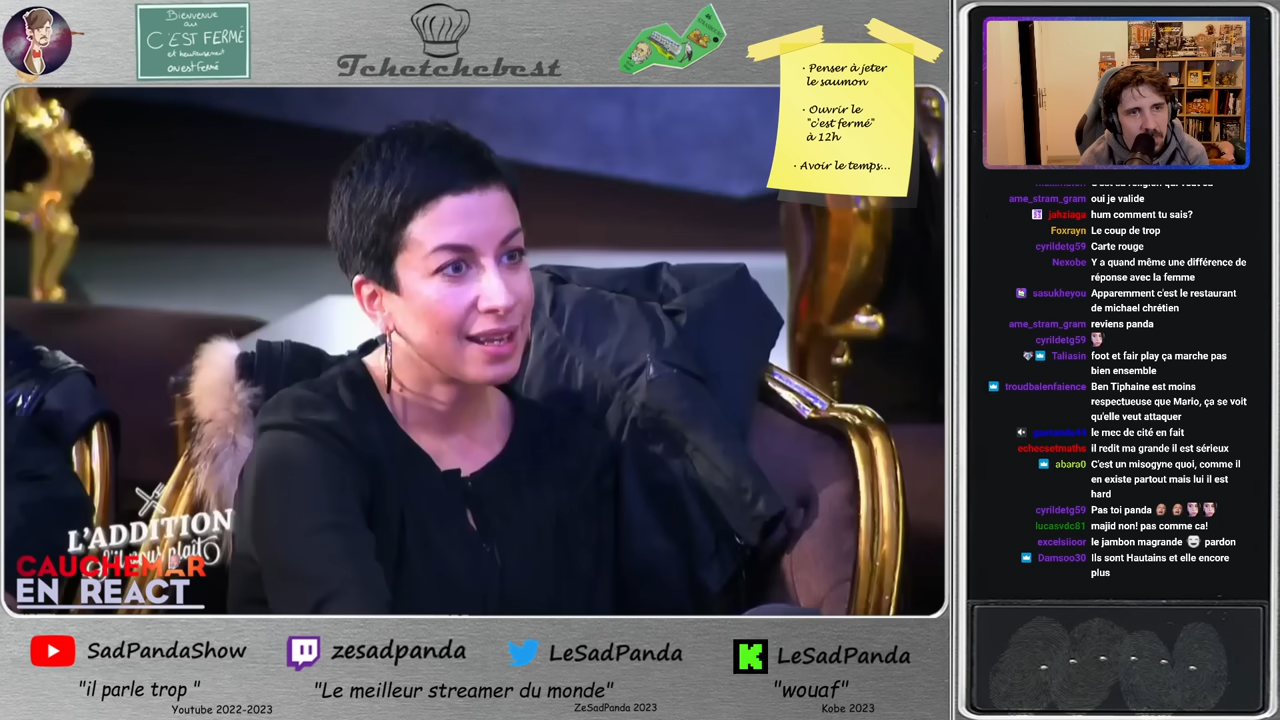 Bienvenue
au
C'EST FERMÉ
et heureusement
on est fermé
Tchetchebest
· Penser à jeter
le saumon
· Ouvrir le
"c'est fermé"
à 12h
· Avoir le temps...
L'ADDITION
s'il vous plaît
CAUCHEMAR
EN REACT
ame_stram_gram oui je valide
jahziaga hum comment tu sais?
Foxrayn Le coup de trop
cyrildetg59 Carte rouge
Nexobe Y a quand même une différence de
réponse avec la femme
sasukheyou Apparemment c'est le restaurant
de michael chrétien
ame_stram_gram reviens panda
cyrildetg59
Taliasin foot et fair play ça marche pas
bien ensemble
troudbalenfaience Ben Tiphaine est moins
respectueuse que Mario, ça se voit
qu'elle veut attaquer
le mec de cité en fait
echecsetmaths il redit ma grande il est sérieux
abara0 C'est un misogyne quoi, comme il
en existe partout mais lui il est
hard
cyrildetg59 Pas toi panda
lucasvdc81 majid non! pas comme ca!
excelsiioor le jambon magrande pardon
Damsoo30 Ils sont Hautains et elle encore
plus
SadPandaShow
zesadpanda
LeSadPanda
LeSadPanda
"il parle trop "
Youtube 2022-2023
"Le meilleur streamer du monde"
ZeSadPanda 2023
"wouaf"
Kobe 2023